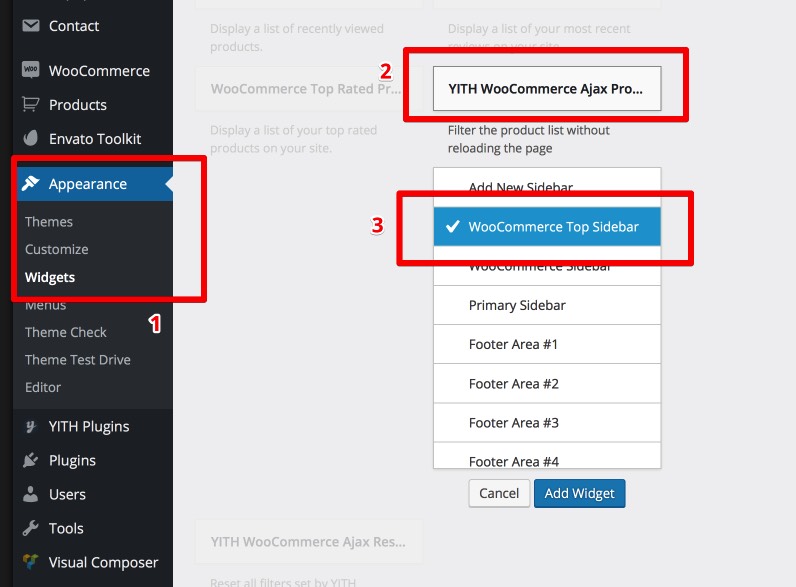 Contact
WooCommerce
Products
Envato Toolkit
Appearance
Themes
Customize
Widgets
Menus
1
Theme Check
Theme Test Drive
Editor
YITH Plugins
Plugins
Users
Tools
Visual Composer
Display a list of recently viewed
products.
WooCommerce Top Rated Pr...
Display a list of your top rated
products on your site.
Display a list of your most recent
reviews on your site.
2
YITH WooCommerce Ajax Pro...
Filter the product list without
reloading the page
Add New Sidebar
3
WooCommerce Top Sidebar
WooCommerce Sidebar
Primary Sidebar
Footer Area #1
Footer Area #2
Footer Area #3
Footer Area #4
Cancel
Add Widget
YITH WooCommerce Ajax Res...
Reset all filters set by YITH